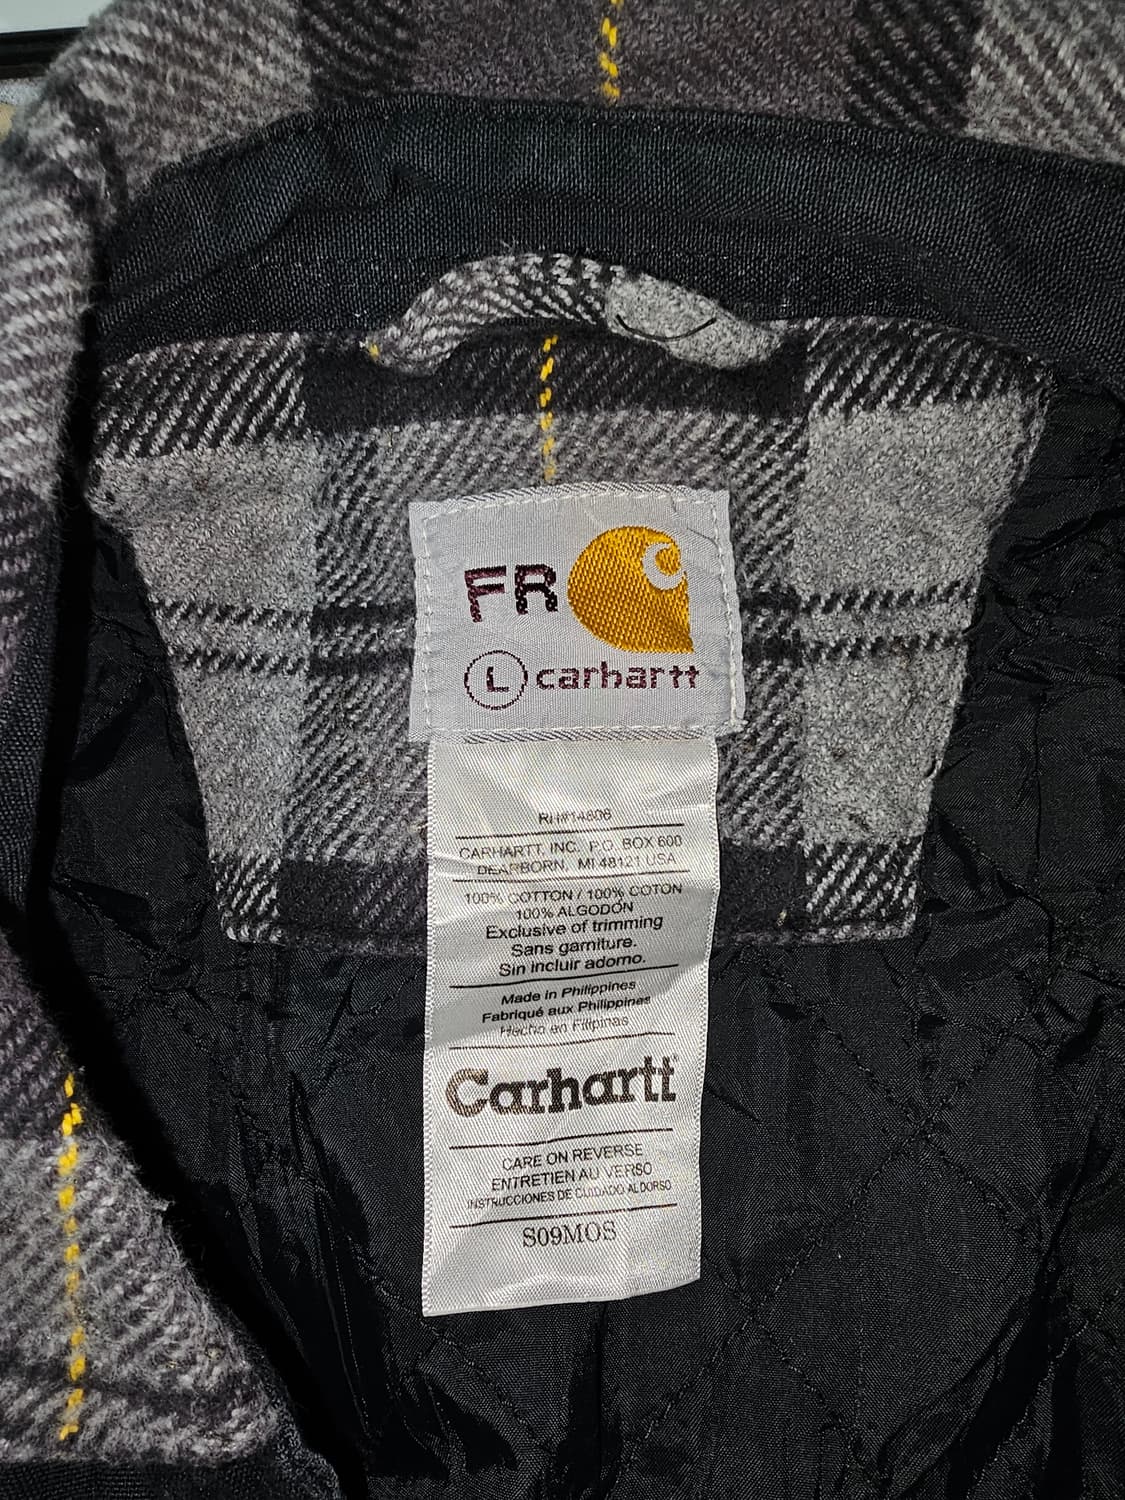 FR
L carhartt
RN#14806
CARHARTT, INC. P.O. BOX 600
DEARBORN, MI 48121 USA
100% COTTON / 100% COTON
100% ALGODÓN
Exclusive of trimming
Sans garniture.
Sin incluir adorno.
Made in Philippines
Fabriqué aux Philippines
Hecho en Filipinas
Carhartt®
CARE ON REVERSE
ENTRETIEN AU VERSO
INSTRUCCIONES DE CUIDADO AL DORSO
S09MOS